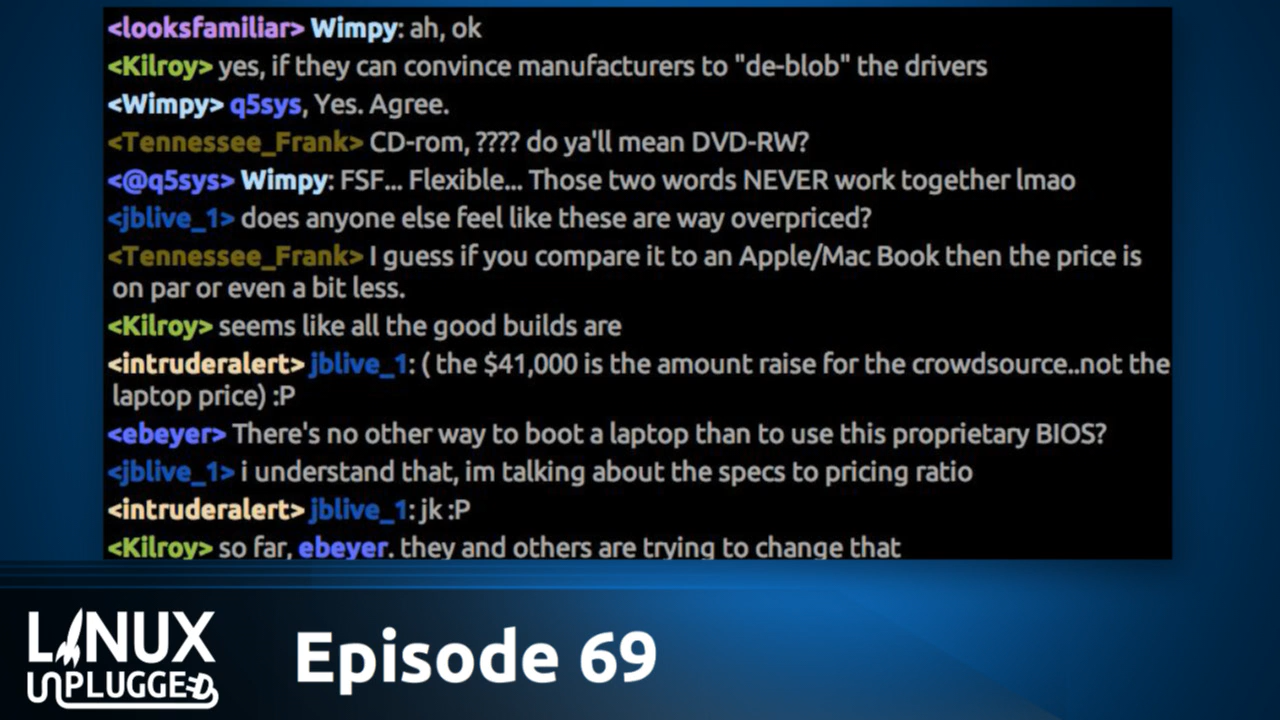 <looksfamiliar> Wimpy: ah, ok
<Kilroy> yes, if they can convince manufacturers to "de-blob" the drivers
<Wimpy> q5sys, Yes. Agree.
<Tennessee_Frank> CD-rom, ???? do ya'll mean DVD-RW?
<@q5sys> Wimpy: FSF... Flexible... Those two words NEVER work together lmao
<jblive_1> does anyone else feel like these are way overpriced?
<Tennessee_Frank> I guess if you compare it to an Apple/Mac Book then the price is
on par or even a bit less.
<Kilroy> seems like all the good builds are
<intruderalert> jblive_1: ( the $41,000 is the amount raise for the crowdsource..not the
laptop price) :P
<ebeyer> There's no other way to boot a laptop than to use this proprietary BIOS?
<jblive_1> i understand that, im talking about the specs to pricing ratio
<intruderalert> jblive_1: jk :P
<Kilroy> so far, ebeyer. they and others are trying to change that
LINUX
UNPLUGGED
Episode 69